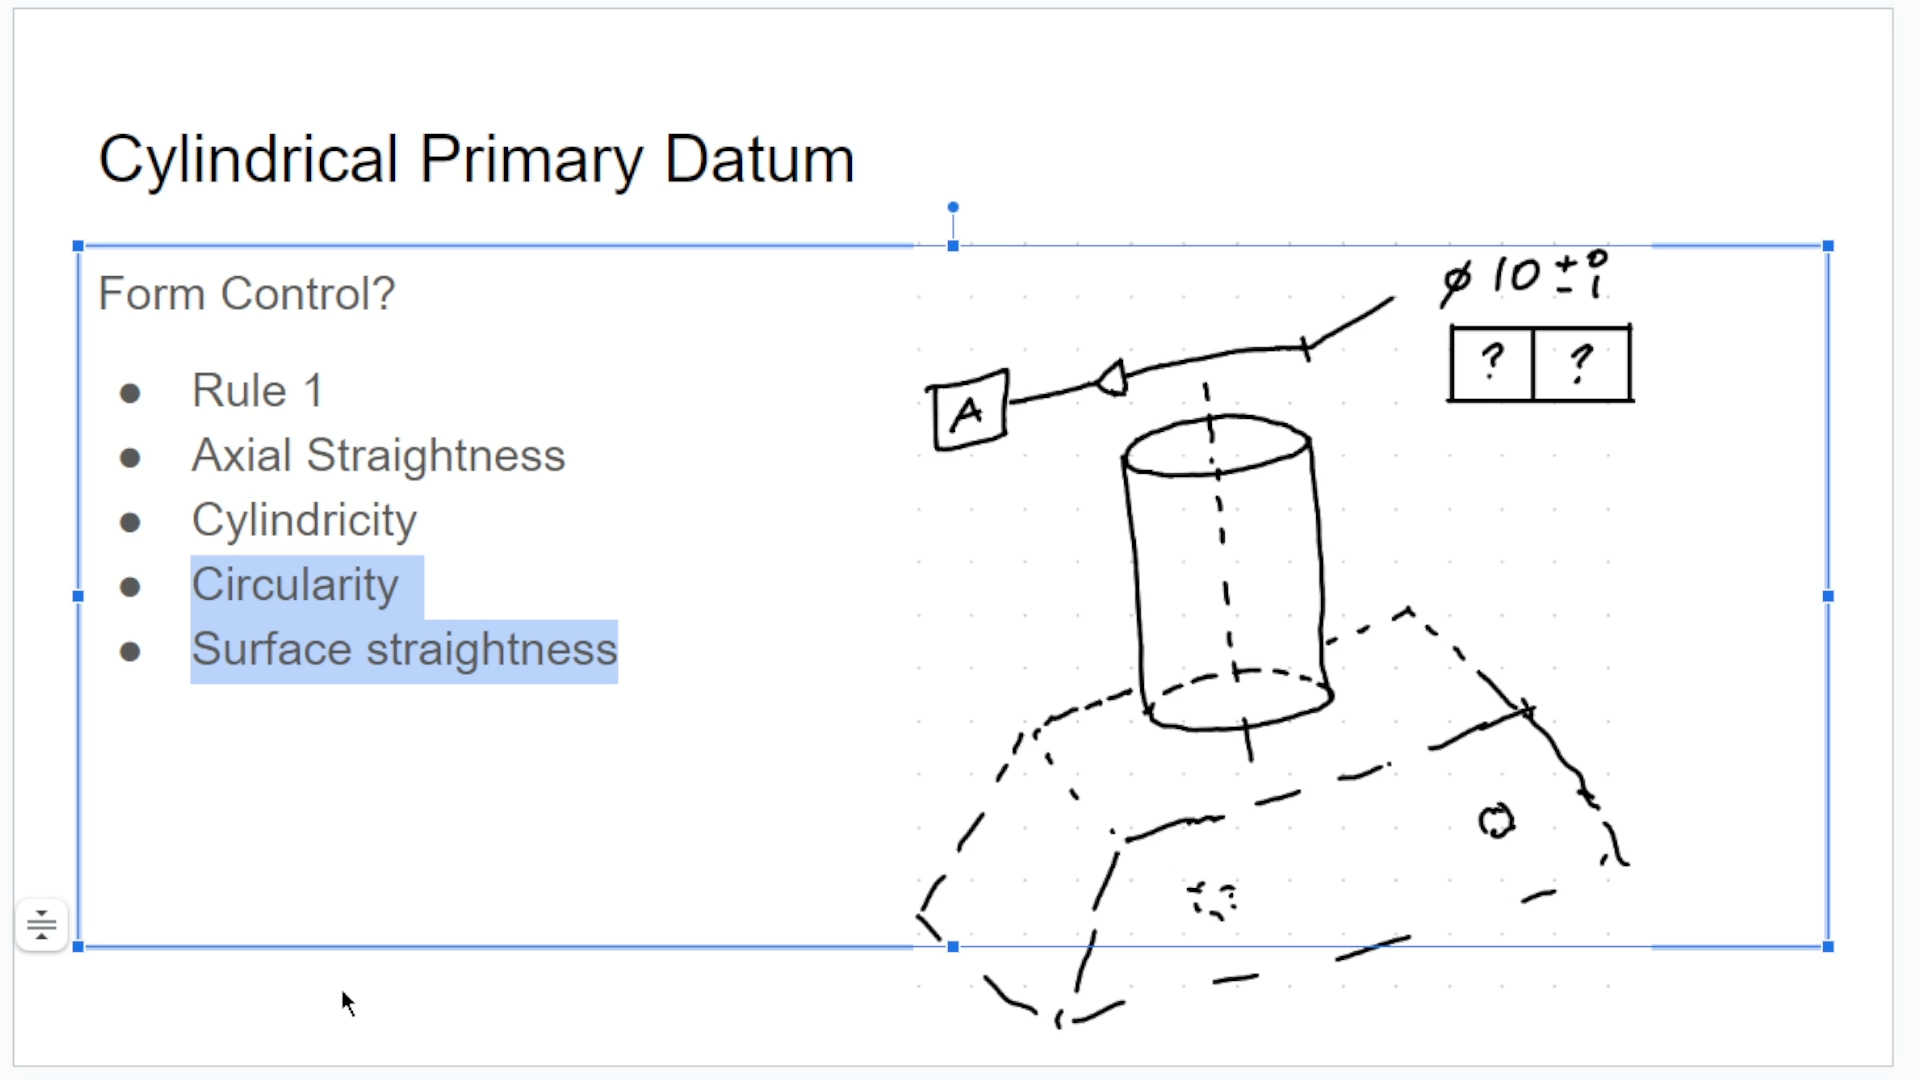 Cylindrical Primary Datum
Form Control?
● Rule 1
● Axial Straightness
● Cylindricity
● Circularity
● Surface straightness
⌀ 10 ± 0
1
? ?
A